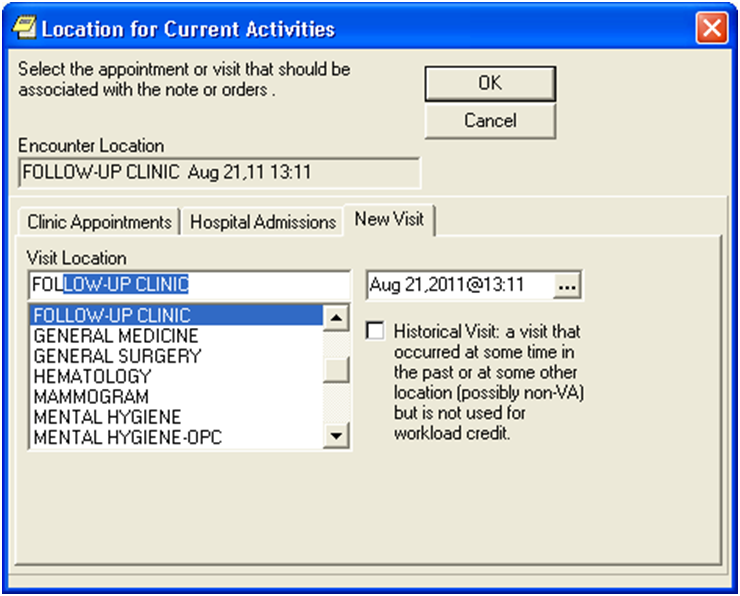 Location for Current Activities
Select the appointment or visit that should be
associated with the note or orders .
OK
Cancel
Encounter Location
FOLLOW-UP CLINIC  Aug 21,11 13:11
Clinic Appointments
Hospital Admissions
New Visit
Visit Location
FOLLOW-UP CLINIC
Aug 21,2011@13:11
...
FOLLOW-UP CLINIC
GENERAL MEDICINE
GENERAL SURGERY
HEMATOLOGY
MAMMOGRAM
MENTAL HYGIENE
MENTAL HYGIENE-OPC
Historical Visit: a visit that
occurred at some time in
the past or at some other
location (possibly non-VA)
but is not used for
workload credit.